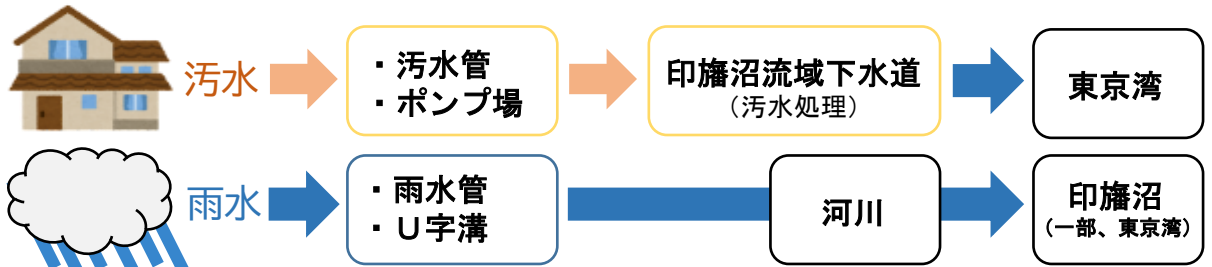 汚水
・汚水管
・ポンプ場
印旛沼流域下水道
（汚水処理）
東京湾
雨水
・雨水管
・Ｕ字溝
河川
印旛沼
（一部、東京湾）